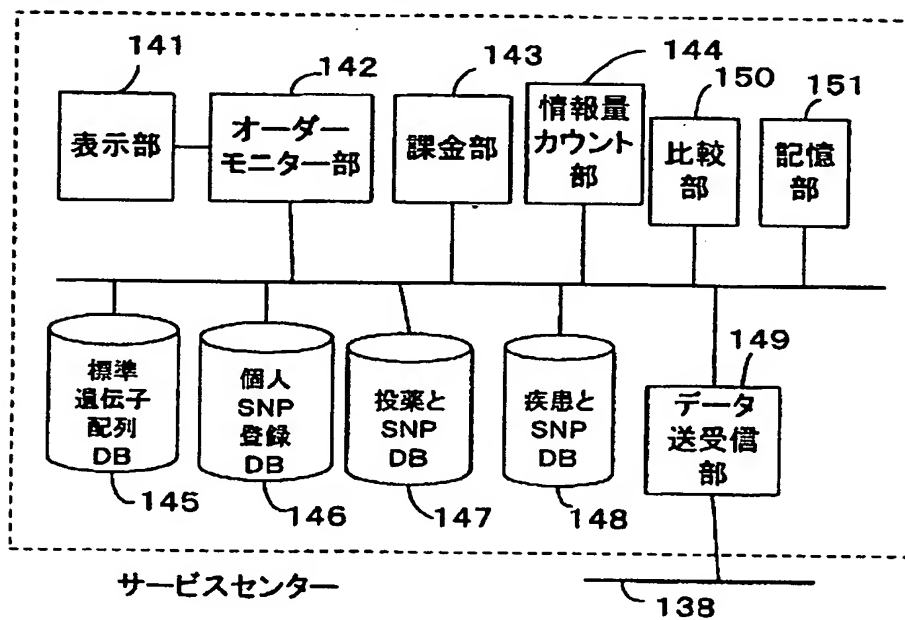 141
142
143
144
150
151
表示部
オーダー
モニター部
課金部
情報量
カウント
部
比較
部
記憶
部
標準
遺伝子
配列
DB
個人
SNP
登録
DB
投薬と
SNP
DB
疾患と
SNP
DB
149
データ
送受信
部
145
146
147
148
サービスセンター
138